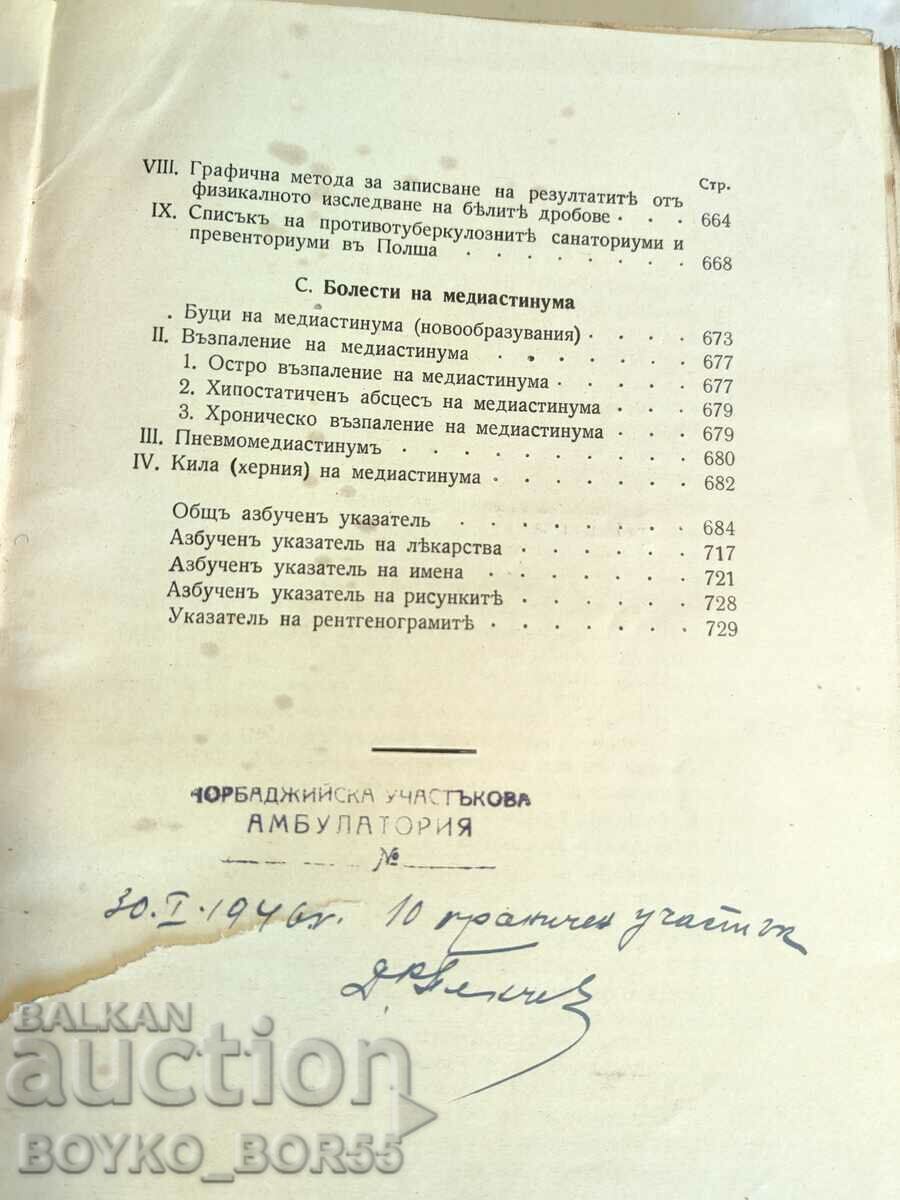 Стр.
VIII. Графична метода за записване на резултатитѣ отъ
физикалното изследване на бѣлитѣ дробове . . . 664
IX. Списъкъ на противотуберкулознитѣ санаториуми и
превенториуми въ Полша . . . . . . . . 668
С. Болести на медиастинума
. Буци на медиастинума (новообразувания) . . . . . 673
II. Възпаление на медиастинума . . . . . . . . 677
1. Остро възпаление на медиастинума . . . . . . 677
2. Хипостатиченъ абсцесъ на медиастинума . . . 679
3. Хроническо възпаление на медиастинума . . . 679
III. Пневмомедиастинумъ . . . . . . . . . . 680
IV. Кила (херния) на медиастинума . . . . . . . 682
Общъ азбученъ указатель . . . . . . . 684
Азбученъ указатель на лѣкарства . . . . . . 717
Азбученъ указатель на имена . . . . . . . 721
Азбученъ указатель на рисункитѣ . . . . . . 728
Указатель на рентгенограмитѣ . . . . . . . 729
ЧОРБАДЖИЙСКА УЧАСТЪКОВА
АМБУЛАТОРИЯ
№
30.I.1946г. 10 граничен участък
Д-р
BALKAN
auction
BOYKO_BOR55